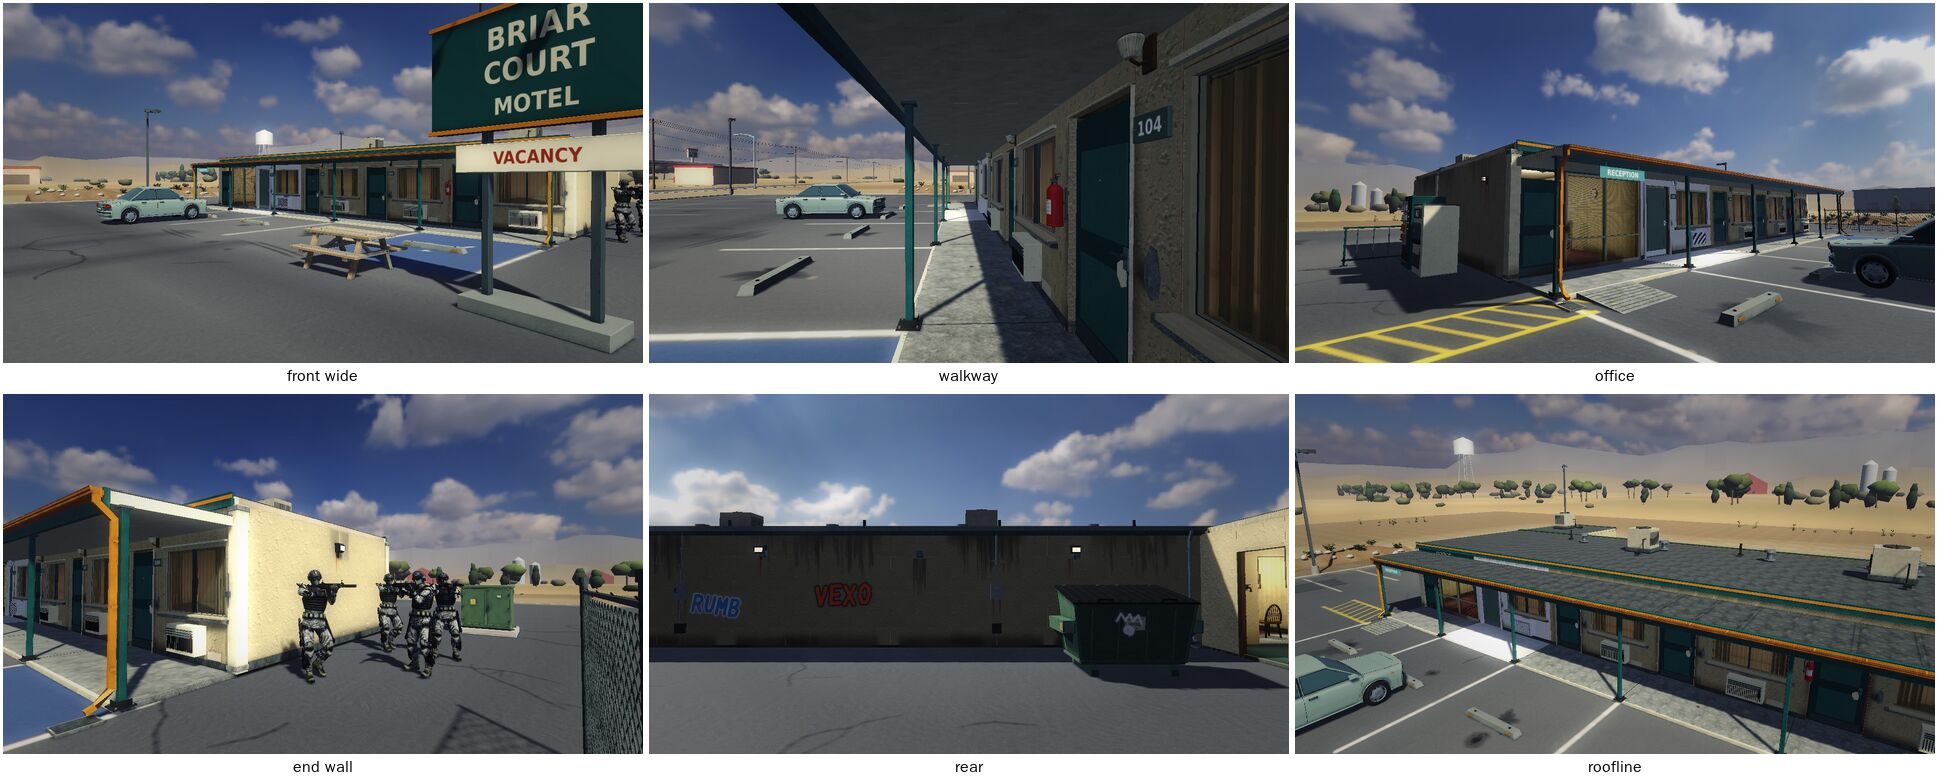 BRIAR
COURT
MOTEL
VACANCY
front wide
104
walkway
RECEPTION
office
end wall
RUMB
VEXO
rear
roofline